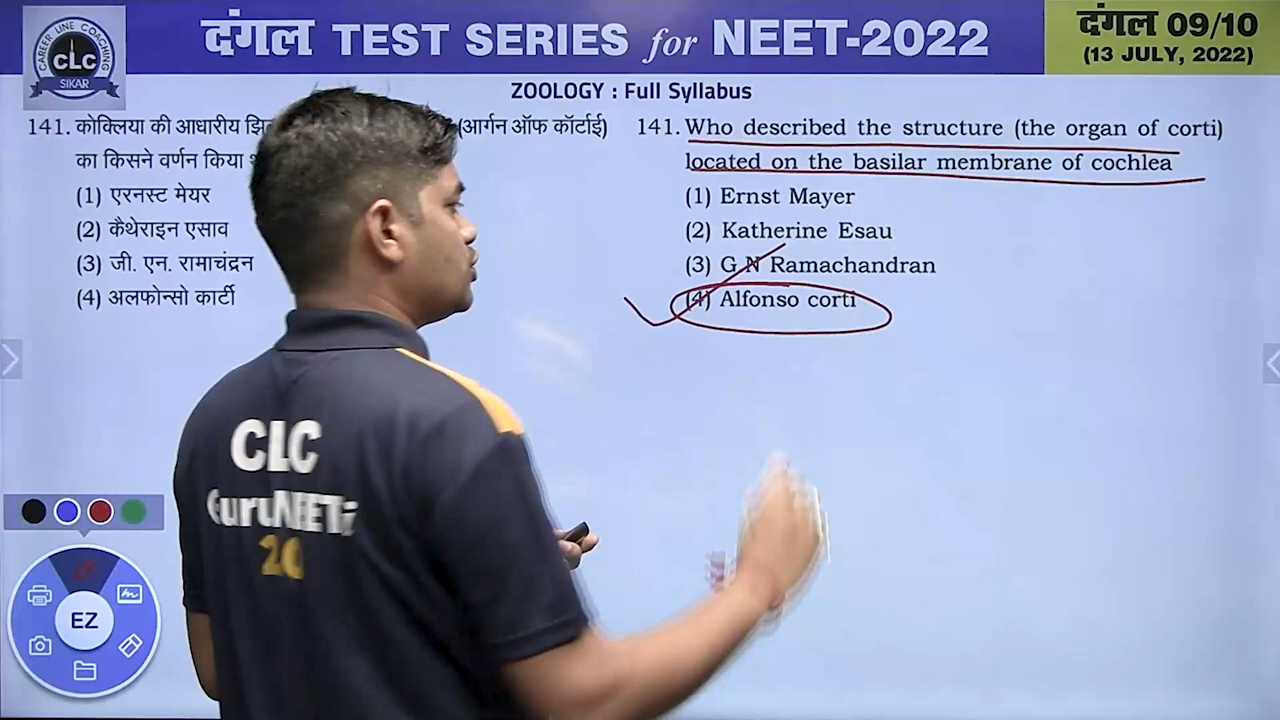 दंगल TEST SERIES for NEET-2022
दंगल 09/10
(13 JULY, 2022)
CAREER LINE COACHING
CLC
SIKAR
ZOOLOGY : Full Syllabus
141. कोक्लिया की आधारीय (आर्गन ऑफ कॉर्टाई)
का किसने वर्णन किया
(1) एरनस्ट मेयर
(2) कैथेराइन एसाव
(3) जी. एन. रामाचंद्रन
(4) अलफोन्सो कार्टी
141. Who described the structure (the organ of corti)
located on the basilar membrane of cochlea
(1) Ernst Mayer
(2) Katherine Esau
(3) G N Ramachandran
(4) Alfonso corti
CLC
GuruNEETi
20
EZ